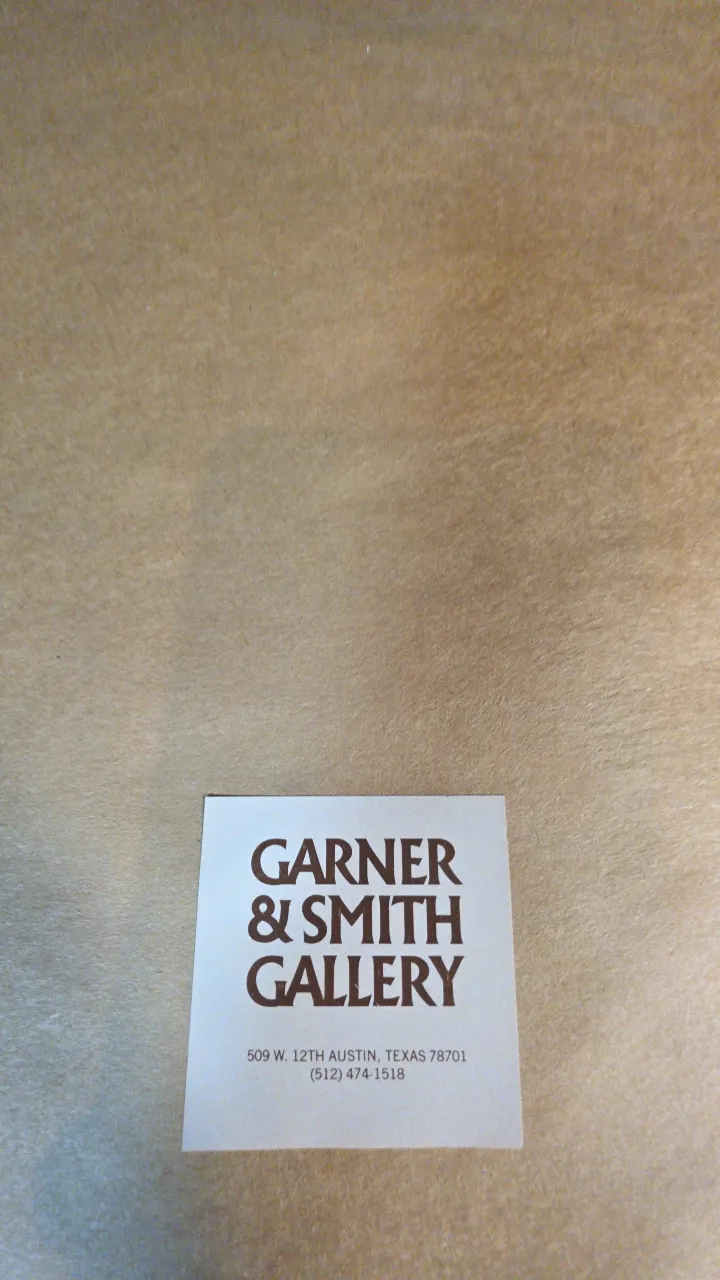 GARNER
& SMITH
GALLERY
509 W. 12TH AUSTIN, TEXAS 78701
(512) 474-1518